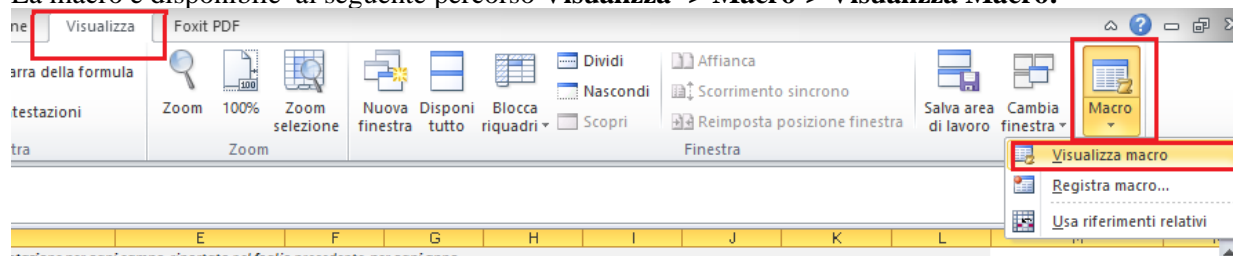 La macro è disponibile al seguente percorso Visualizza -> Macro-> Visualizza Macro.
ne Visualizza Foxit PDF
arra della formula
testazioni
Zoom 100% Zoom selezione
Nuova finestra Disponi tutto Blocca riquadri
Dividi
Nascondi
Scopri
Affianca
Scorrimento sincrono
Reimposta posizione finestra
Salva area di lavoro Cambia finestra Macro
tra Zoom Finestra
Visualizza macro
Registra macro...
Usa riferimenti relativi
E F G H I J K L M